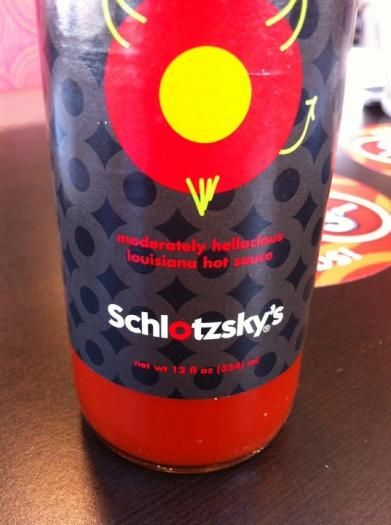 moderately hellacious
louisiana hot sauce
Schlotzsky's®
net wt 12 fl oz (354) ml